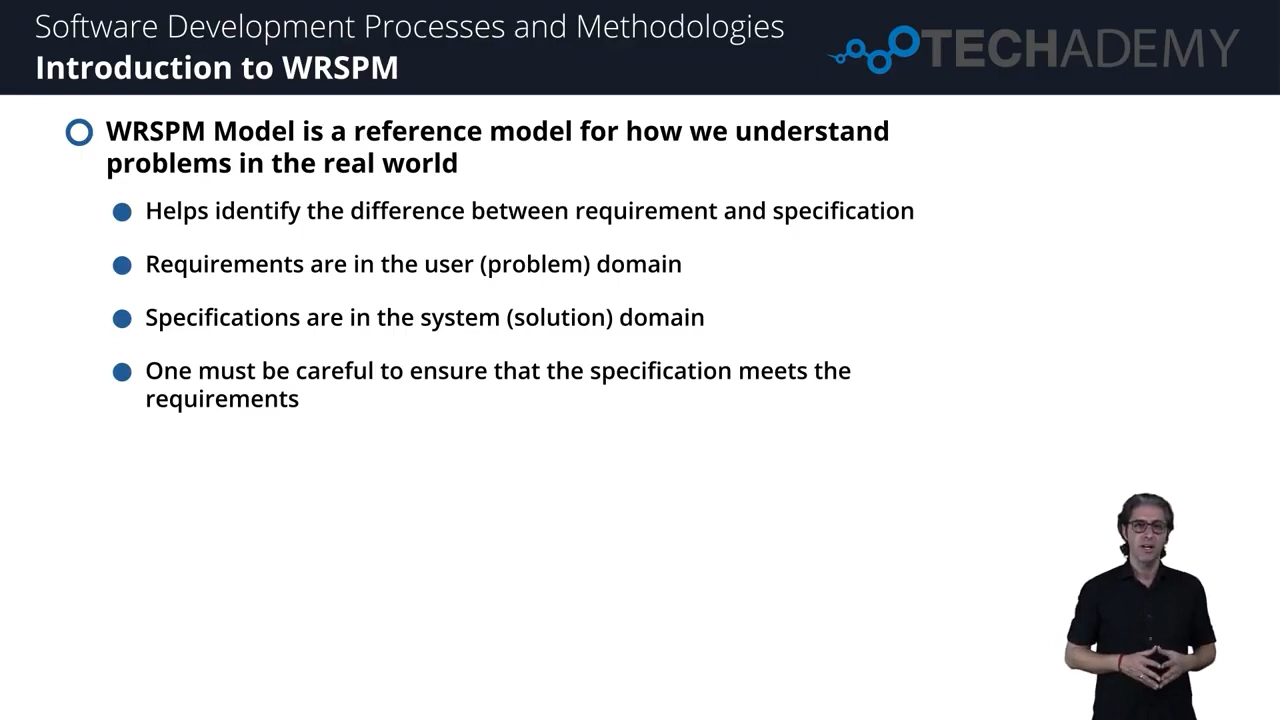 Software Development Processes and Methodologies
Introduction to WRSPM
TECHADEMY
WRSPM Model is a reference model for how we understand
problems in the real world
Helps identify the difference between requirement and specification
Requirements are in the user (problem) domain
Specifications are in the system (solution) domain
One must be careful to ensure that the specification meets the
requirements